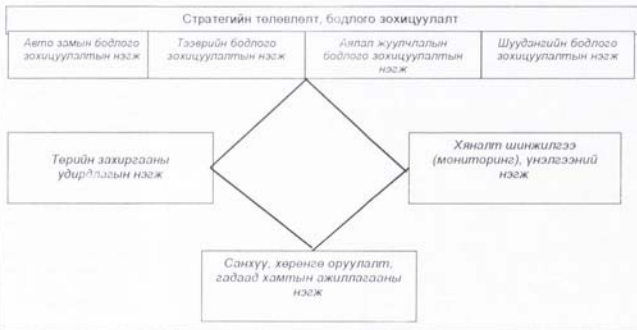 Стратегийн төлөвлөлт, бодлого зохицуулалт
Авто замын бодлого
зохицуулалтын нэгж
Тээврийн бодлого
зохицуулалтын нэгж
Аялал жуулчлалын
бодлого зохицуулалтын
нэгж
Шуудангийн бодлого
зохицуулалтын нэгж
Төрийн захиргааны
удирдлагын нэгж
Хяналт шинжилгээ
(мониторинг), үнэлгээний
нэгж
Санхүү, хөрөнгө оруулалт,
гадаад хамтын ажиллагааны
нэгж